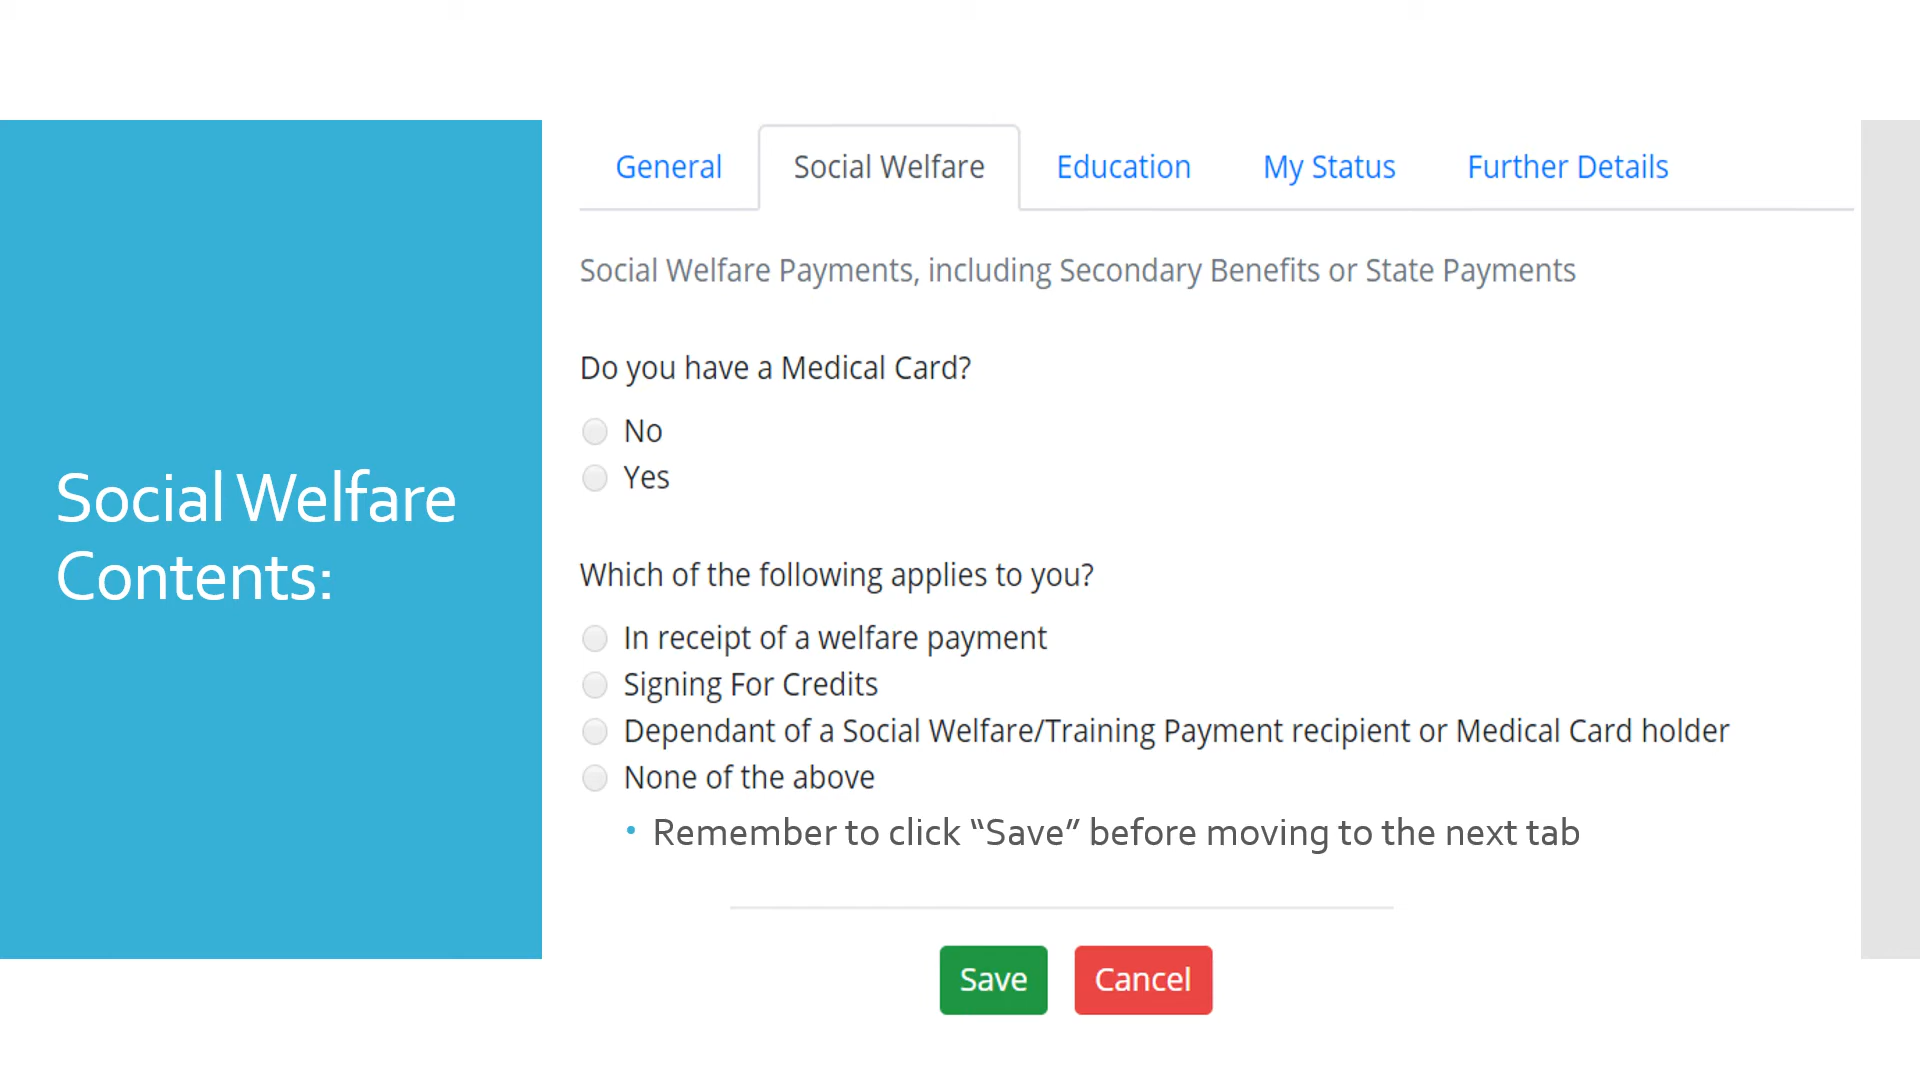 Social Welfare
Contents:
General Social Welfare Education My Status Further Details
Social Welfare Payments, including Secondary Benefits or State Payments
Do you have a Medical Card?
No
Yes
Which of the following applies to you?
In receipt of a welfare payment
Signing For Credits
Dependant of a Social Welfare/Training Payment recipient or Medical Card holder
None of the above
• Remember to click “Save” before moving to the next tab
Save Cancel